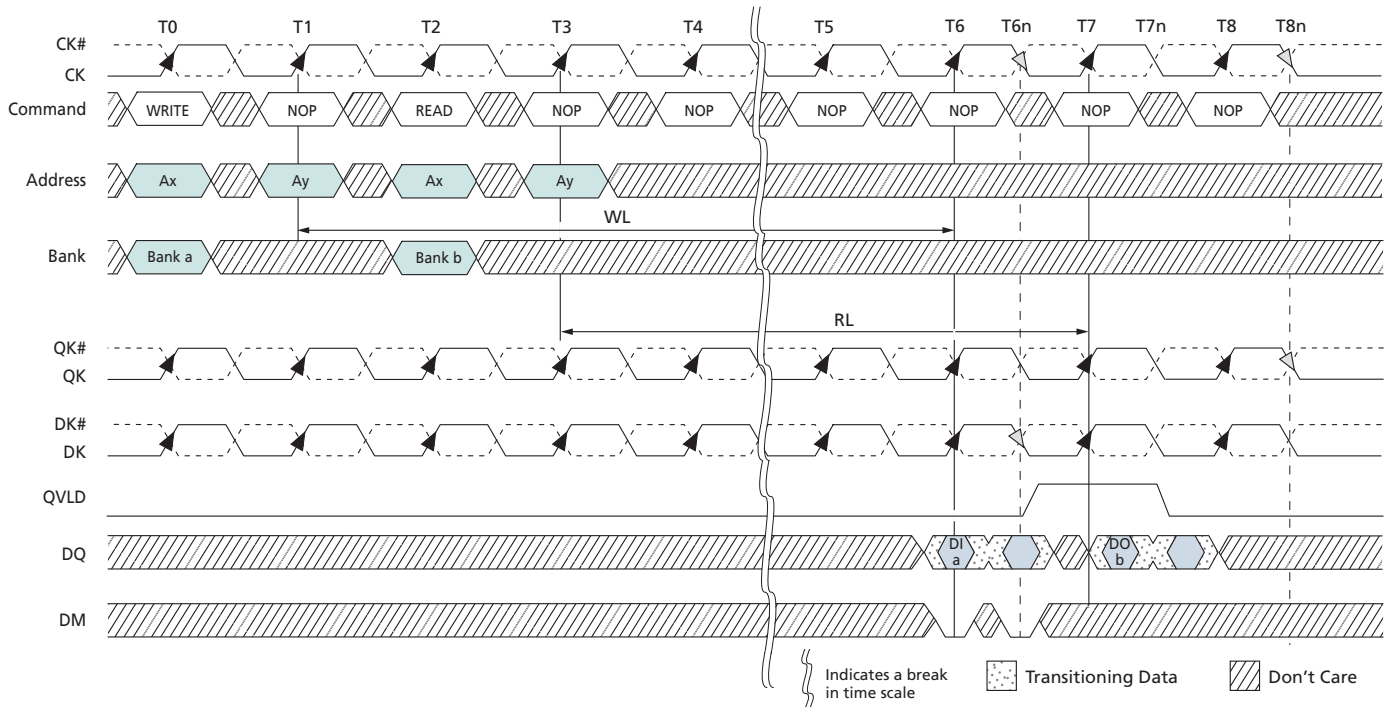 T0 T1 T2 T3 T4 T5 T6 T6n T7 T7n T8 T8n
CK#
CK
Command WRITE NOP READ NOP NOP NOP NOP NOP NOP
Address Ax Ay Ax Ay
WL
Bank Bank a Bank b
RL
QK#
QK
DK#
DK
QVLD
DQ DI a DO b
DM
Indicates a break
in time scale
Transitioning Data
Don't Care